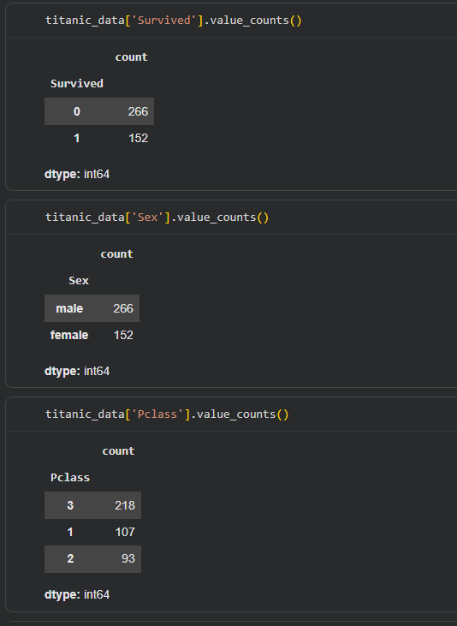 titanic_data['Survived'].value_counts()
count
Survived
0 266
1 152
dtype: int64
titanic_data['Sex'].value_counts()
count
Sex
male 266
female 152
dtype: int64
titanic_data['Pclass'].value_counts()
count
Pclass
3 218
1 107
2 93
dtype: int64